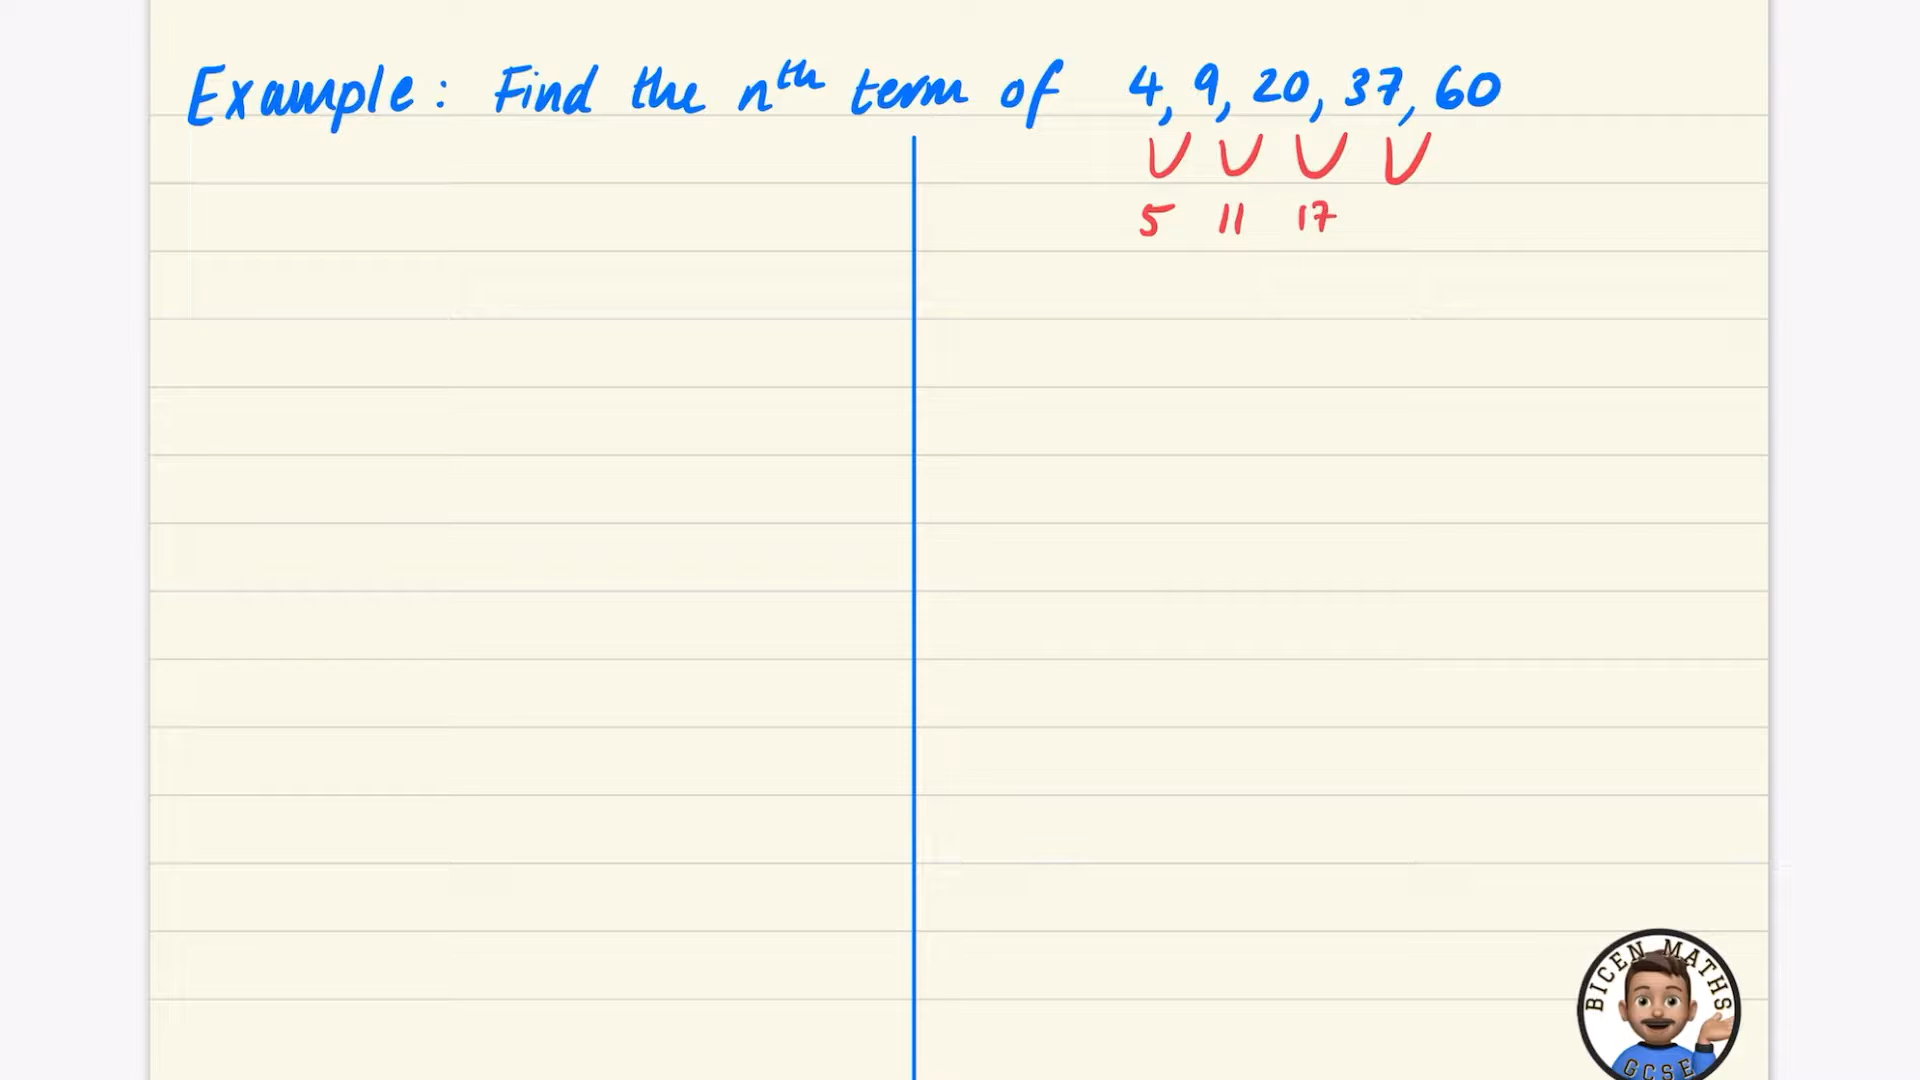 Example: Find the nth term of 4, 9, 20, 37, 60
5 11 17
BICEN MATHS
GCSE